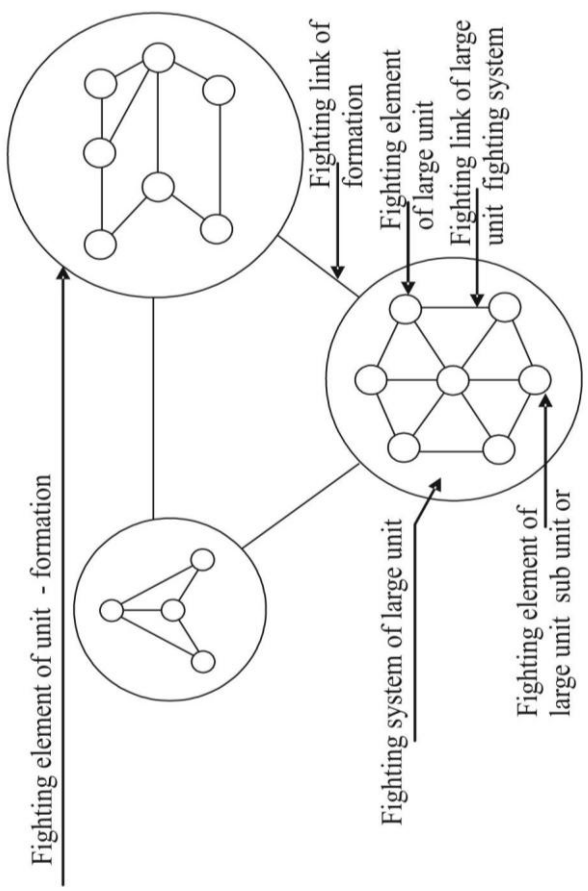 Fighting element of unit - formation
Fighting link of
formation
Fighting element
of large unit
Fighting link of large
unit fighting system
Fighting system of large unit
Fighting element of
large unit sub unit or